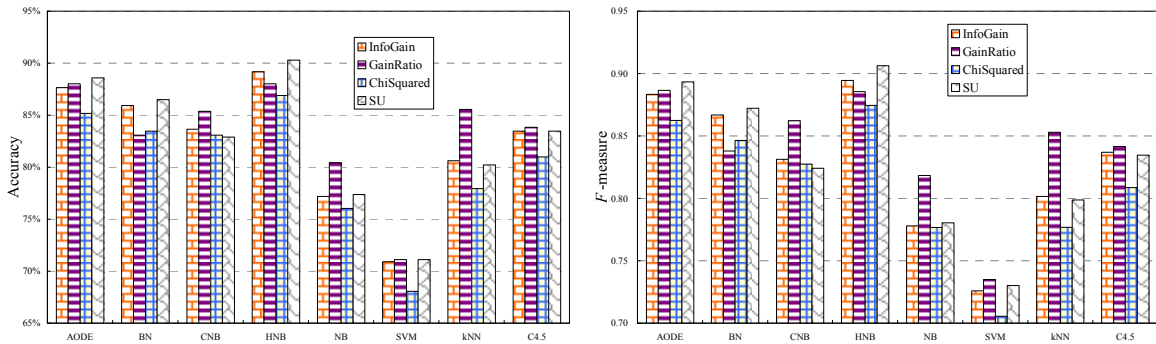 95%
90%
85%
80%
75%
70%
65%
Accuracy
InfoGain
GainRatio
ChiSquared
SU
AODE BN CNB HNB NB SVM kNN C4.5
0.95
0.90
0.85
0.80
0.75
0.70
F -measure
InfoGain
GainRatio
ChiSquared
SU
AODE BN CNB HNB NB SVM kNN C4.5